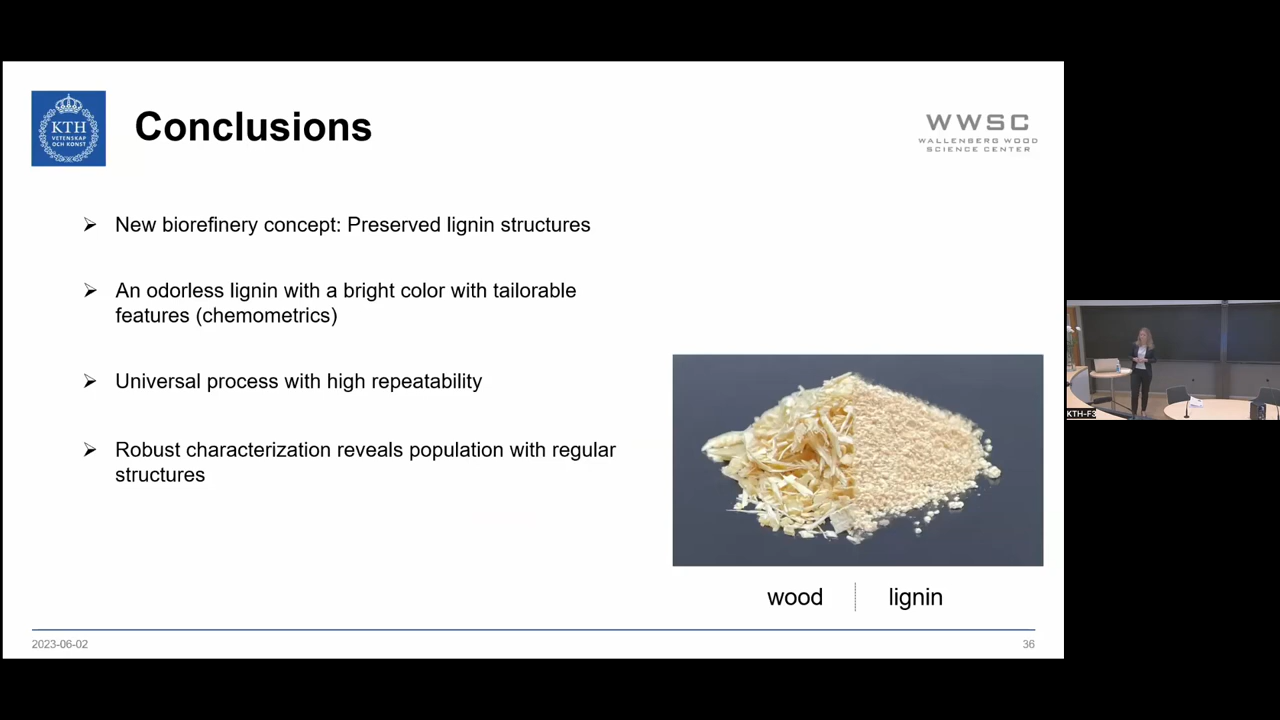 KTH
VETENSKAP
OCH KONST
Conclusions
WWSC
WALLENBERG WOOD
SCIENCE CENTER
➢ New biorefinery concept: Preserved lignin structures
➢ An odorless lignin with a bright color with tailorable
features (chemometrics)
➢ Universal process with high repeatability
➢ Robust characterization reveals population with regular
structures
wood
lignin
2023-06-02
36
KTH-F3